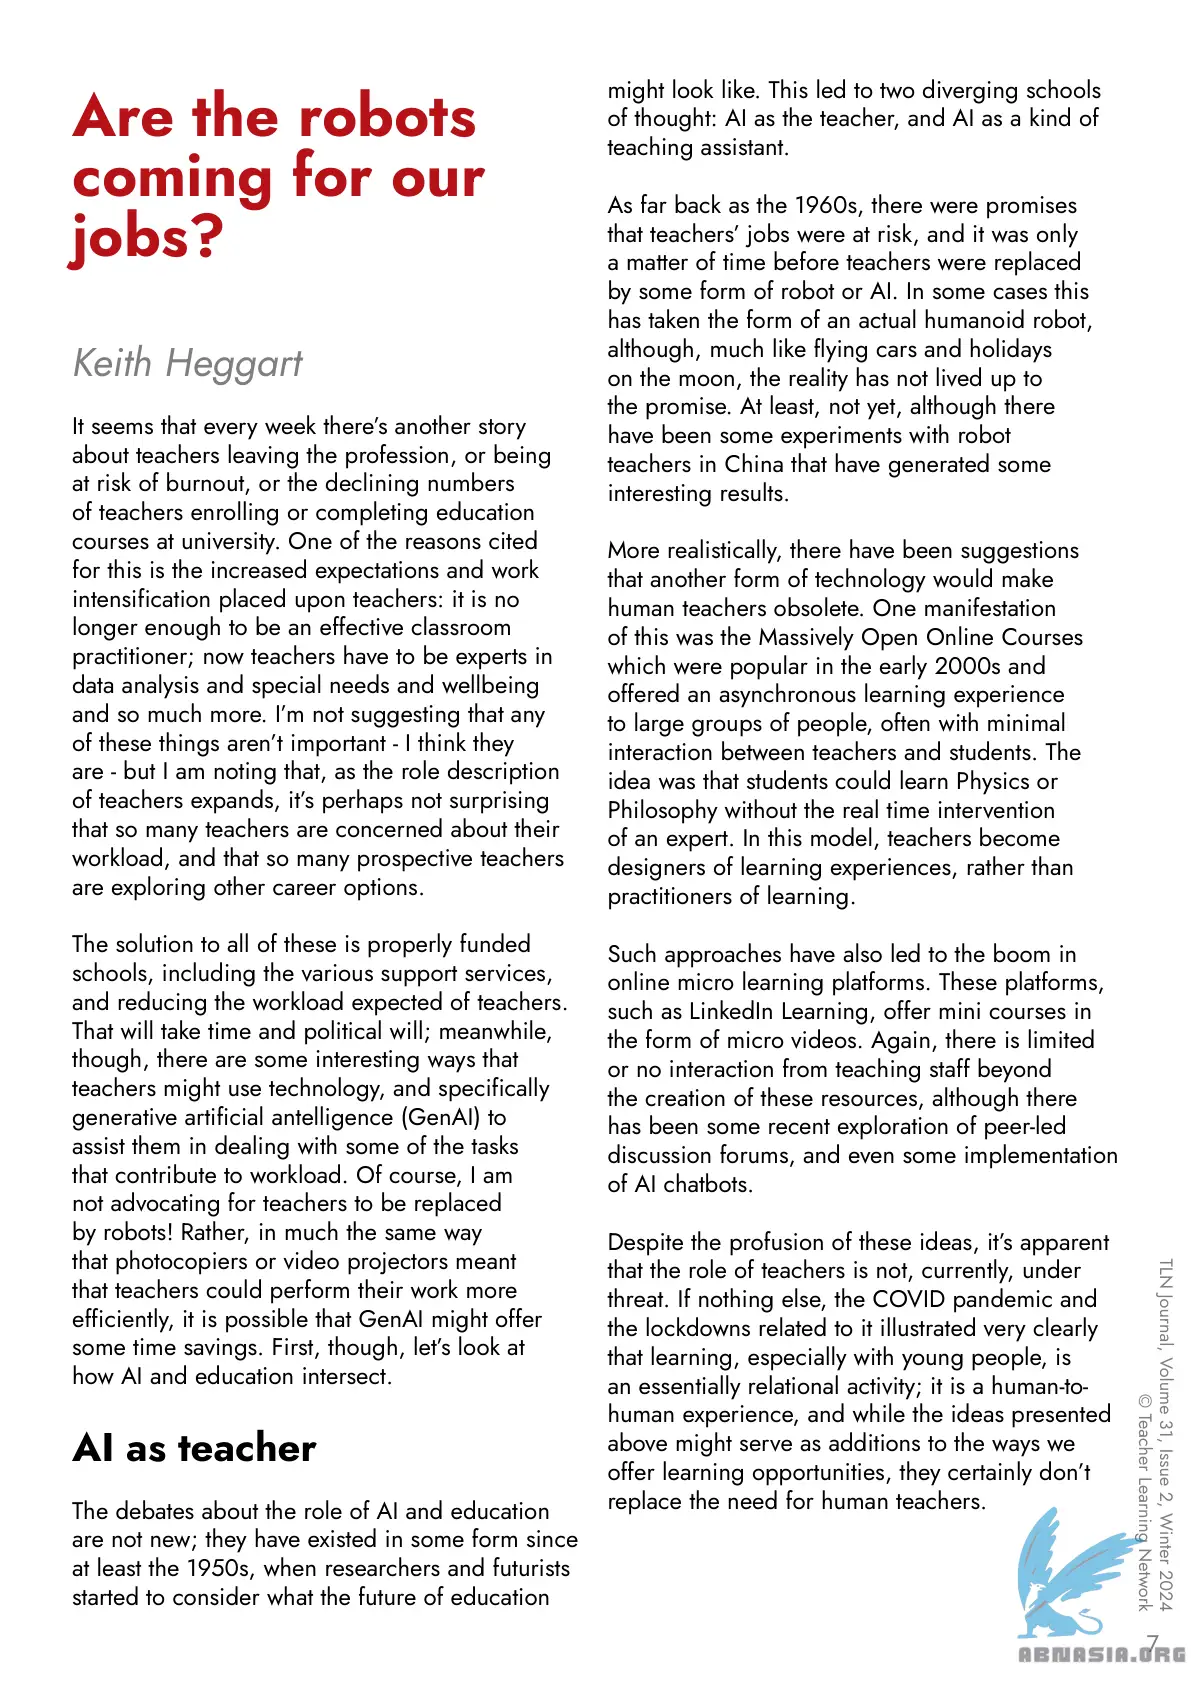 Are the robots
coming for our
jobs?
Keith Heggart
It seems that every week there's another story
about teachers leaving the profession, or being
at risk of burnout, or the declining numbers
of teachers enrolling or completing education
courses at university. One of the reasons cited
for this is the increased expectations and work
intensification placed upon teachers: it is no
longer enough to be an effective classroom
practitioner; now teachers have to be experts in
data analysis and special needs and wellbeing
and so much more. I'm not suggesting that any
of these things aren't important - I think they
are - but I am noting that, as the role description
of teachers expands, it's perhaps not surprising
that so many teachers are concerned about their
workload, and that so many prospective teachers
are exploring other career options.
The solution to all of these is properly funded
schools, including the various support services,
and reducing the workload expected of teachers.
That will take time and political will; meanwhile,
though, there are some interesting ways that
teachers might use technology, and specifically
generative artificial antelligence (GenAI) to
assist them in dealing with some of the tasks
that contribute to workload. Of course, I am
not advocating for teachers to be replaced
by robots! Rather, in much the same way
that photocopiers or video projectors meant
that teachers could perform their work more
efficiently, it is possible that GenAI might offer
some time savings. First, though, let's look at
how AI and education intersect.
AI as teacher
The debates about the role of AI and education
are not new; they have existed in some form since
at least the 1950s, when researchers and futurists
started to consider what the future of education
might look like. This led to two diverging schools
of thought: AI as the teacher, and AI as a kind of
teaching assistant.
As far back as the 1960s, there were promises
that teachers' jobs were at risk, and it was only
a matter of time before teachers were replaced
by some form of robot or AI. In some cases this
has taken the form of an actual humanoid robot,
although, much like flying cars and holidays
on the moon, the reality has not lived up to
the promise. At least, not yet, although there
have been some experiments with robot
teachers in China that have generated some
interesting results.
More realistically, there have been suggestions
that another form of technology would make
human teachers obsolete. One manifestation
of this was the Massively Open Online Courses
which were popular in the early 2000s and
offered an asynchronous learning experience
to large groups of people, often with minimal
interaction between teachers and students. The
idea was that students could learn Physics or
Philosophy without the real time intervention
of an expert. In this model, teachers become
designers of learning experiences, rather than
practitioners of learning.
Such approaches have also led to the boom in
online micro learning platforms. These platforms,
such as LinkedIn Learning, offer mini courses in
the form of micro videos. Again, there is limited
or no interaction from teaching staff beyond
the creation of these resources, although there
has been some recent exploration of peer-led
discussion forums, and even some implementation
of AI chatbots.
Despite the profusion of these ideas, it's apparent
that the role of teachers is not, currently, under
threat. If nothing else, the COVID pandemic and
the lockdowns related to it illustrated very clearly
that learning, especially with young people, is
an essentially relational activity; it is a human-to-
human experience, and while the ideas presented
above might serve as additions to the ways we
offer learning opportunities, they certainly don't
replace the need for human teachers.
TLN Journal, Volume 31, Issue 2, Winter 2024
© Teacher Learning Network
7
ABNASIA.ORG